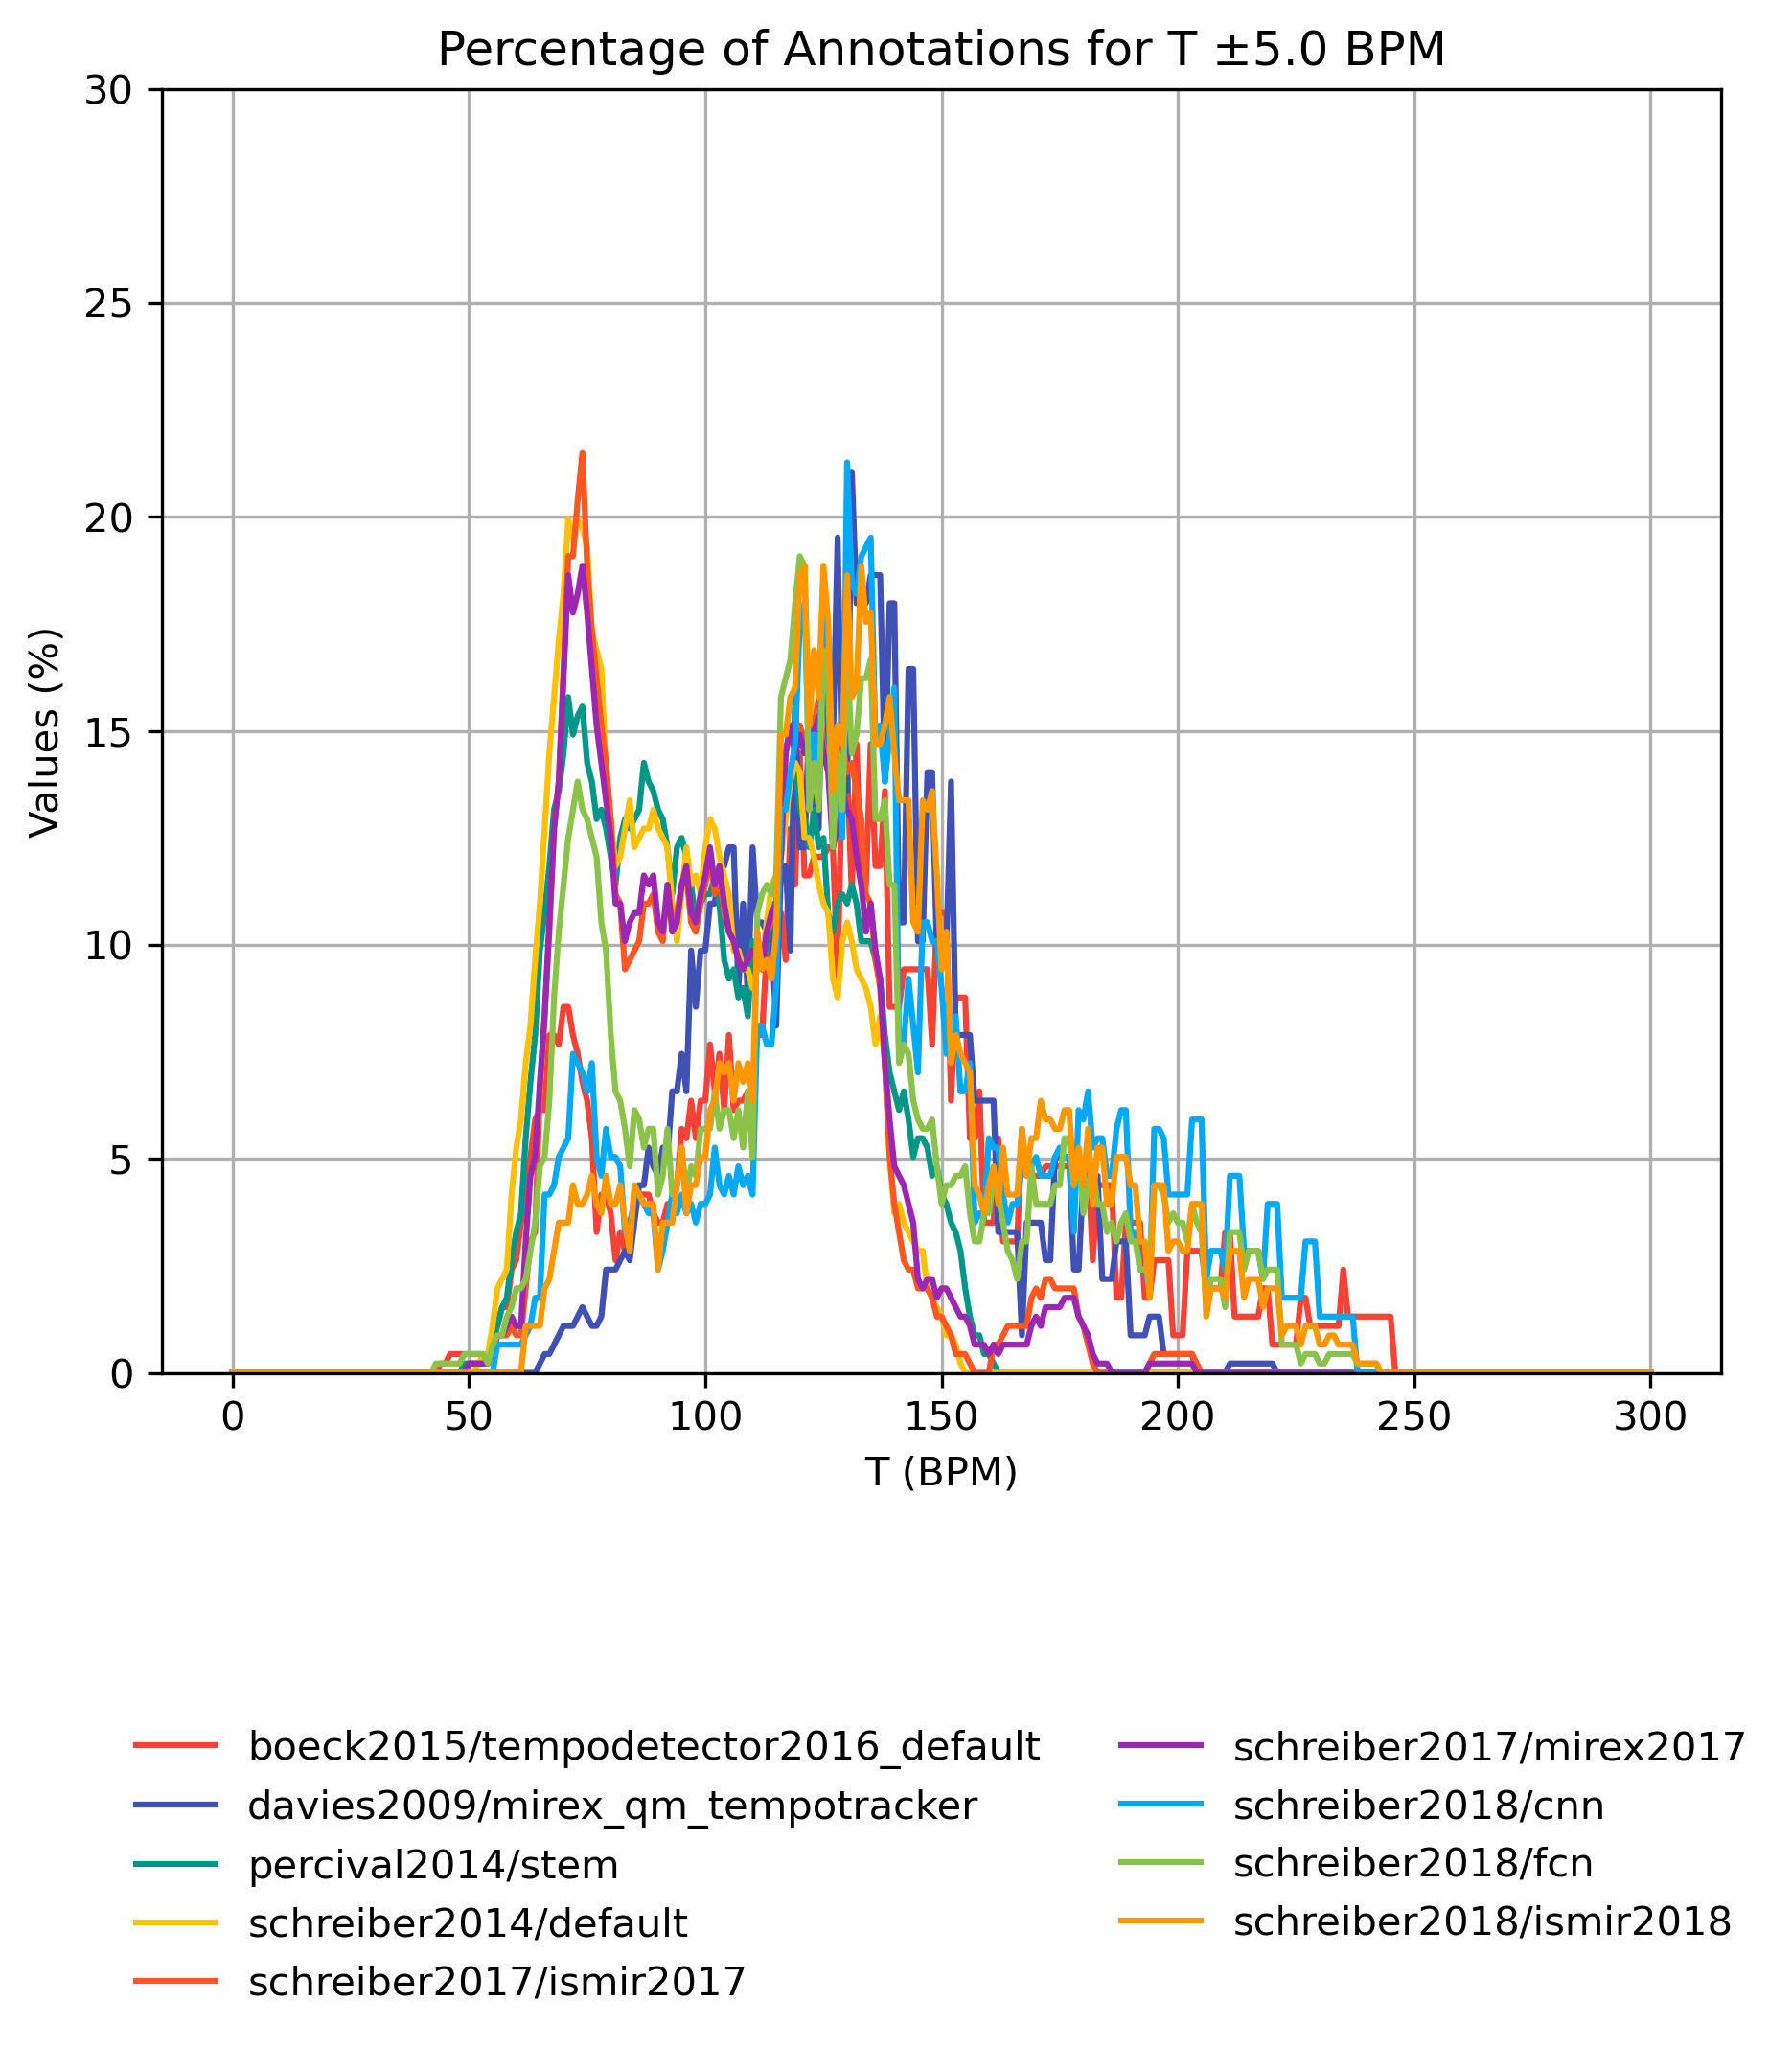 Percentage of Annotations for T ±5.0 BPM
30
25
20
15
10
5
0
Values (%)
0 50 100 150 200 250 300
T (BPM)
boeck2015/tempodetector2016_default
davies2009/mirex_qm_tempotracker
percival2014/stem
schreiber2014/default
schreiber2017/ismir2017
schreiber2017/mirex2017
schreiber2018/cnn
schreiber2018/fcn
schreiber2018/ismir2018